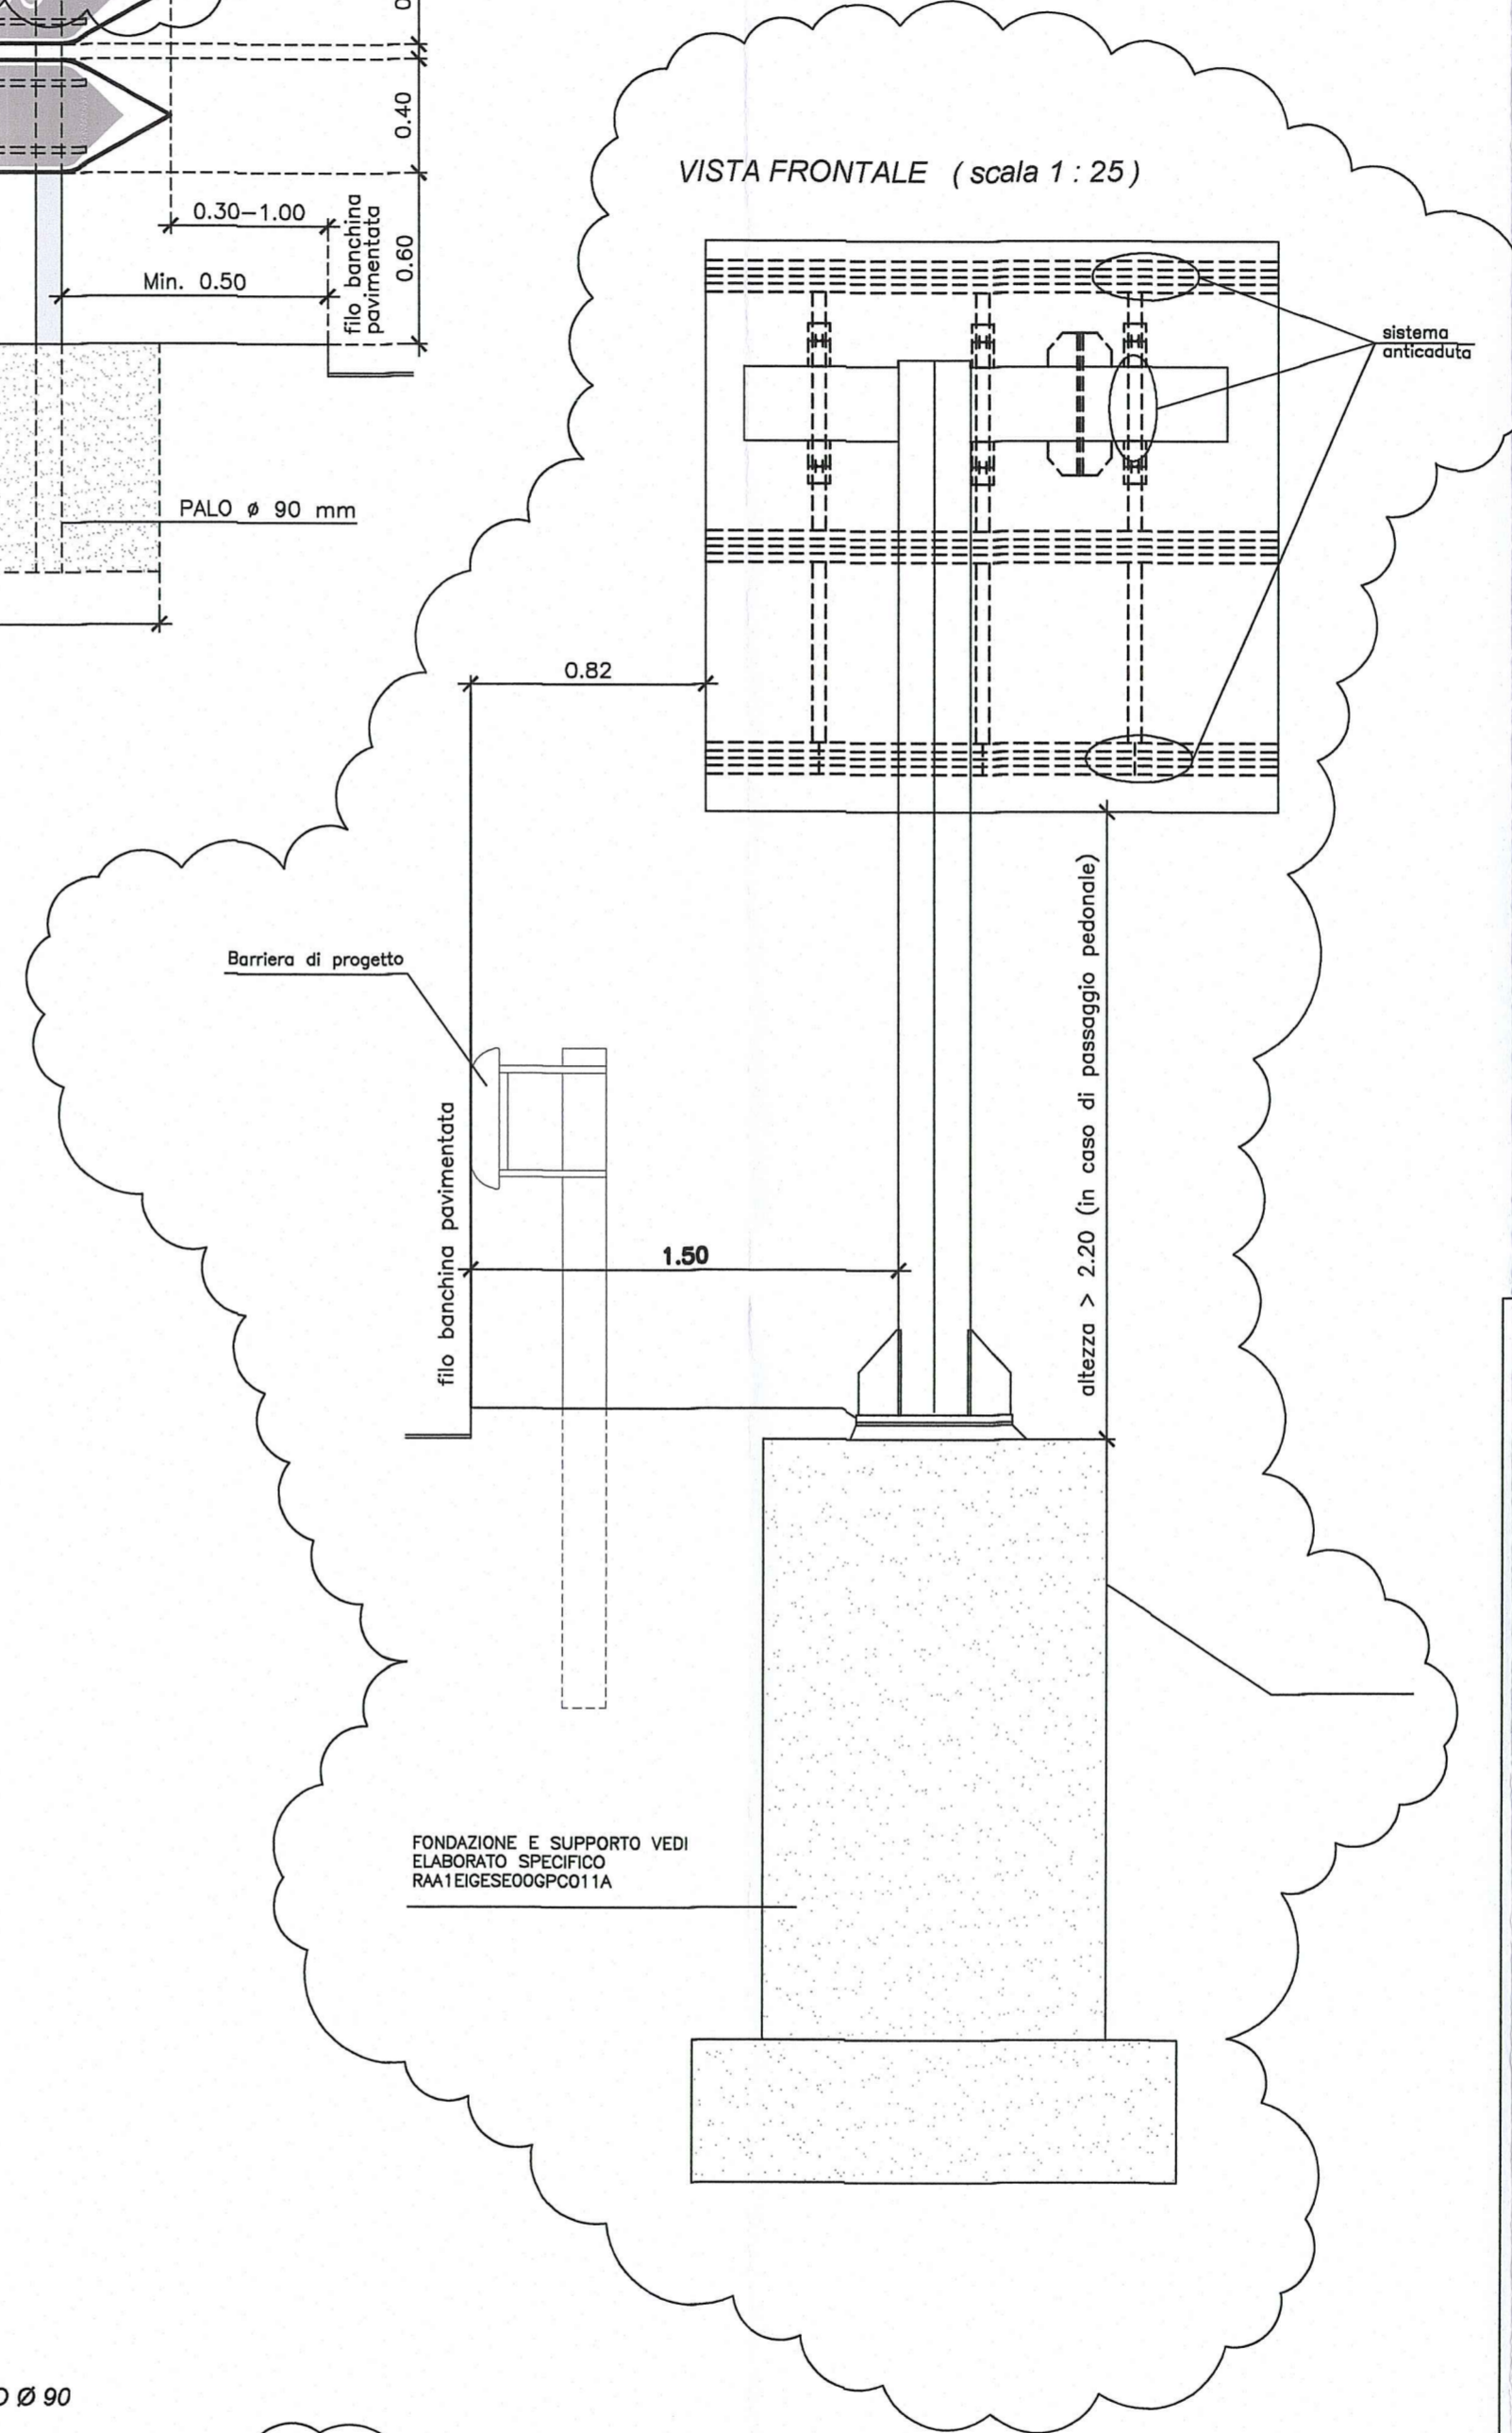 0.40
0.30–1.00
Min. 0.50
filo banchina
pavimentata
0.60
PALO ø 90 mm
VISTA FRONTALE ( scala 1 : 25 )
sistema
anticaduta
0.82
Barriera di progetto
filo banchina pavimentata
1.50
altezza > 2.20 (in caso di passaggio pedonale)
FONDAZIONE E SUPPORTO VEDI
ELABORATO SPECIFICO
RAA1EIGESE00GPC011A
Ø 90